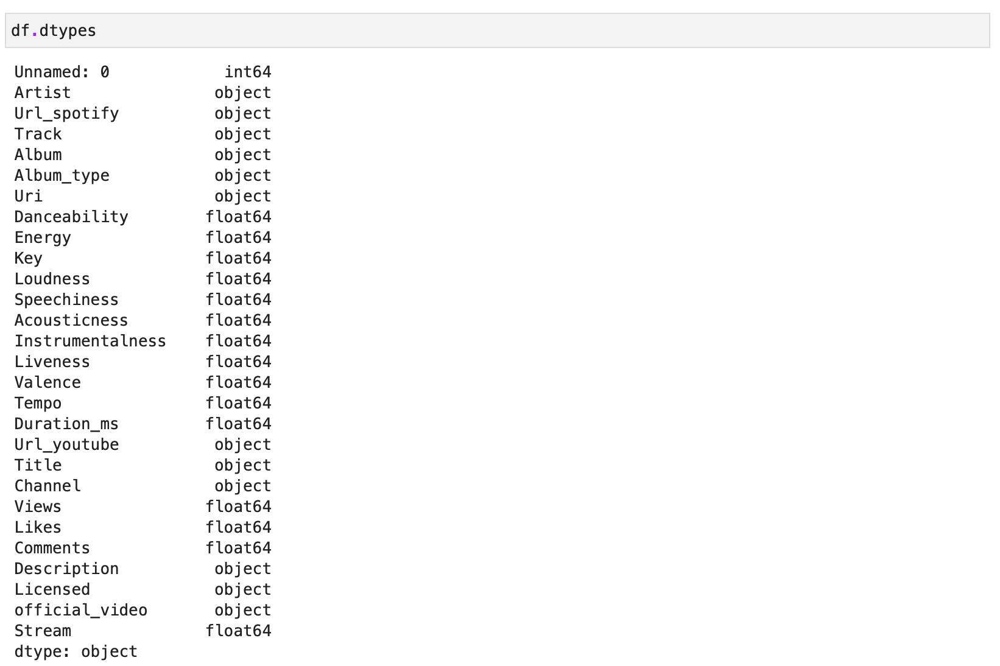 df.dtypes
Unnamed: 0 int64
Artist object
Url_spotify object
Track object
Album object
Album_type object
Uri object
Danceability float64
Energy float64
Key float64
Loudness float64
Speechiness float64
Acousticness float64
Instrumentalness float64
Liveness float64
Valence float64
Tempo float64
Duration_ms float64
Url_youtube object
Title object
Channel object
Views float64
Likes float64
Comments float64
Description object
Licensed object
official_video object
Stream float64
dtype: object